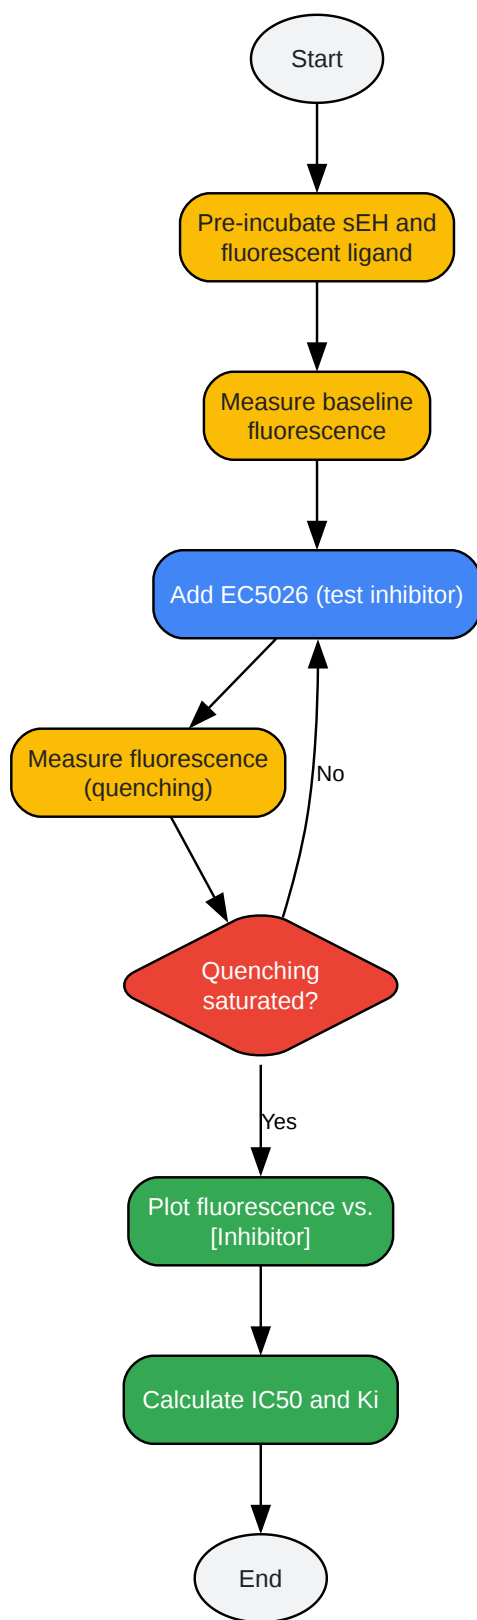 Start
Pre-incubate sEH and
fluorescent ligand
Measure baseline
fluorescence
Add EC5026 (test inhibitor)
Measure fluorescence
(quenching)
No
Quenching
saturated?
Yes
Plot fluorescence vs.
[Inhibitor]
Calculate IC50 and Ki
End